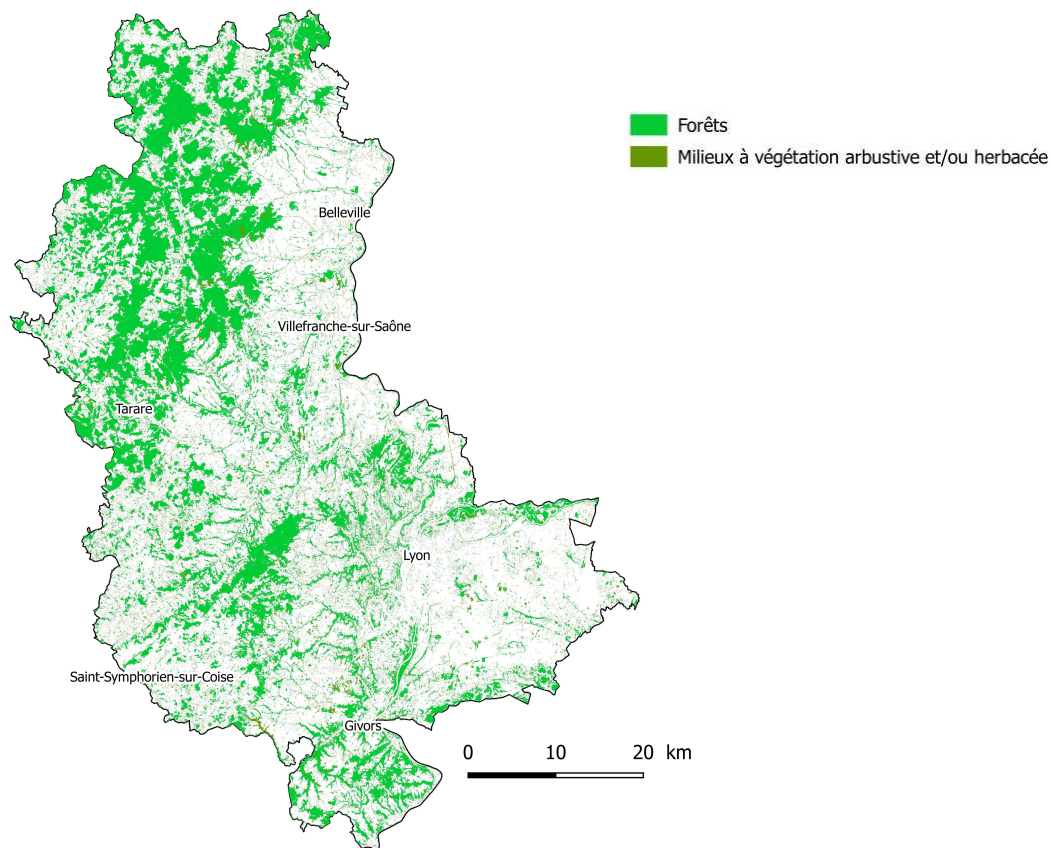 Forêts
Milieux à végétation arbustive et/ou herbacée
Belleville
Villefranche-sur-Saône
Tarare
Lyon
Saint-Symphorien-sur-Coise
Givors
0 10 20 km